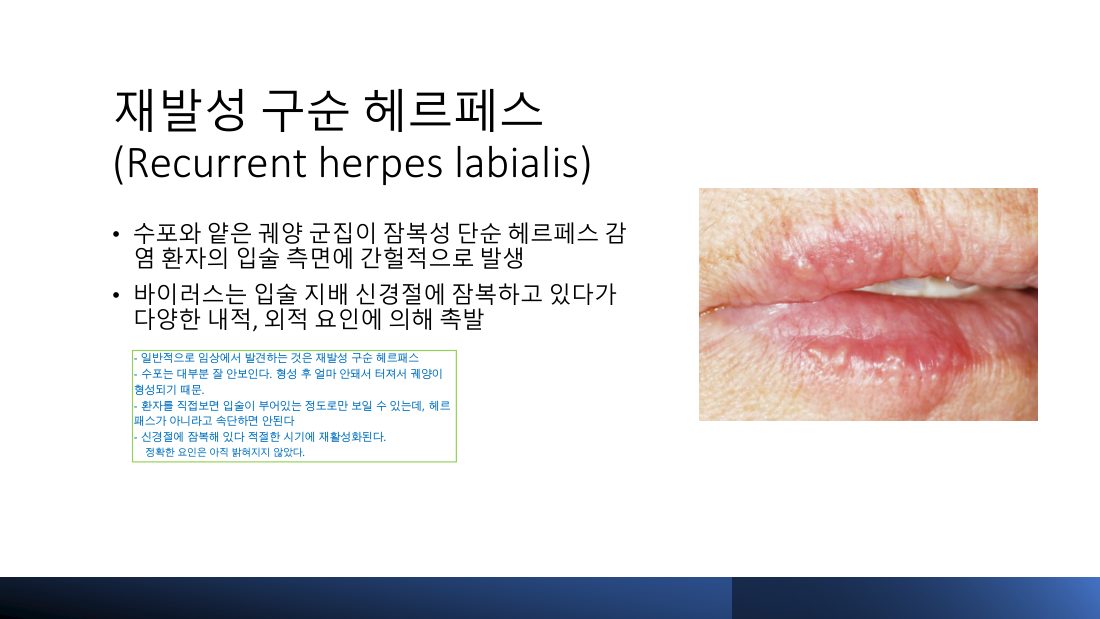 재발성 구순 헤르페스
(Recurrent herpes labialis)
• 수포와 얕은 궤양 군집이 잠복성 단순 헤르페스 감
염 환자의 입술 측면에 간헐적으로 발생
• 바이러스는 입술 지배 신경절에 잠복하고 있다가
다양한 내적, 외적 요인에 의해 촉발
- 일반적으로 임상에서 발견하는 것은 재발성 구순 헤르패스
- 수포는 대부분 잘 안보인다. 형성 후 얼마 안돼서 터져서 궤양이
형성되기 때문.
- 환자를 직접보면 입술이 부어있는 정도로만 보일 수 있는데, 헤르
패스가 아니라고 속단하면 안된다
- 신경절에 잠복해 있다 적절한 시기에 재활성화된다.
정확한 요인은 아직 밝혀지지 않았다.